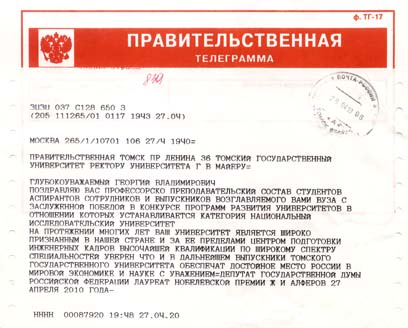 ф. ТГ-17
ПРАВИТЕЛЬСТВЕННАЯ
ТЕЛЕГРАММА
ЗЦЗЦ 037 С128 650 З
(205 111265/01 0117 1943 27.04)
МОСКВА 265/1/10701 106 27/4 1940=
ПРАВИТЕЛЬСТВЕННАЯ ТОМСК ПР ЛЕНИНА 36 ТОМСКИЙ ГОСУДАРСТВЕННЫЙ
УНИВЕРСИТЕТ РЕКТОРУ УНИВЕРСИТЕТА Г В МАЙЕРУ=
ГЛУБОКОУВАЖАЕМЫЙ ГЕОРГИЙ ВЛАДИМИРОВИЧ
ПОЗДРАВЛЯЮ ВАС ПРОФЕССОРСКО ПРЕПОДАВАТЕЛЬСКИЙ СОСТАВ СТУДЕНТОВ
АСПИРАНТОВ СОТРУДНИКОВ И ВЫПУСКНИКОВ ВОЗГЛАВЛЯЕМОГО ВАМИ ВУЗА С
ЗАСЛУЖЕННОЙ ПОБЕДОЙ В КОНКУРСЕ ПРОГРАММ РАЗВИТИЯ УНИВЕРСИТЕТОВ В
ОТНОШЕНИИ КОТОРЫХ УСТАНАВЛИВАЕТСЯ КАТЕГОРИЯ НАЦИОНАЛЬНЫЙ
ИССЛЕДОВАТЕЛЬСКИЙ УНИВЕРСИТЕТ
НА ПРОТЯЖЕНИИ МНОГИХ ЛЕТ ВАШ УНИВЕРСИТЕТ ЯВЛЯЕТСЯ ШИРОКО
ПРИЗНАННЫМ В НАШЕЙ СТРАНЕ И ЗА ЕЕ ПРЕДЕЛАМИ ЦЕНТРОМ ПОДГОТОВКИ
ИНЖЕНЕРНЫХ КАДРОВ ВЫСОЧАЙШЕЙ КВАЛИФИКАЦИИ ПО ШИРОКОМУ СПЕКТРУ
СПЕЦИАЛЬНОСТЕЙ УВЕРЕН ЧТО И В ДАЛЬНЕЙШЕМ ВЫПУСКНИКИ ТОМСКОГО
ГОСУДАРСТВЕННОГО УНИВЕРСИТЕТА ОБЕСПЕЧАТ ДОСТОЙНОЕ МЕСТО РОССИИ В
МИРОВОЙ ЭКОНОМИКЕ И НАУКЕ С УВАЖЕНИЕМ=ДЕПУТАТ ГОСУДАРСТВЕННОЙ ДУМЫ
РОССИЙСКОЙ ФЕДЕРАЦИИ ЛАУРЕАТ НОБЕЛЕВСКОЙ ПРЕМИИ Ж И АЛФЕРОВ 27
АПРЕЛЯ 2010 ГОДА-
НННН 00087920 19:48 27.04.20